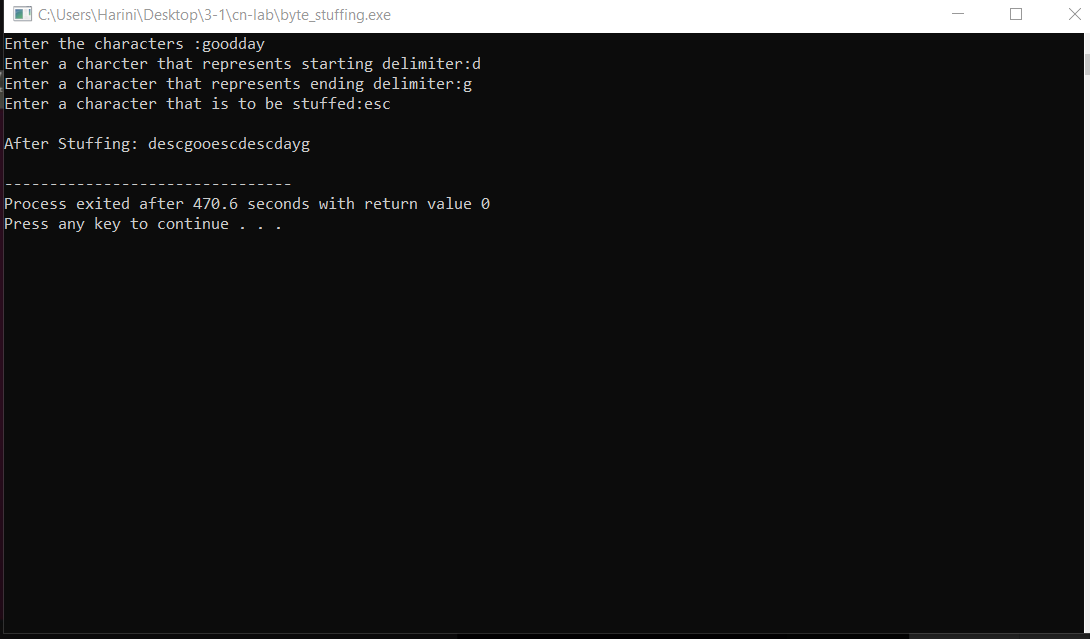 C:\Users\Harini\Desktop\3-1\cn-lab\byte_stuffing.exe
Enter the characters :goodday
Enter a charcter that represents starting delimiter:d
Enter a character that represents ending delimiter:g
Enter a character that is to be stuffed:esc
After Stuffing: descgooescdescdayg
--------------------------------
Process exited after 470.6 seconds with return value 0
Press any key to continue . . .